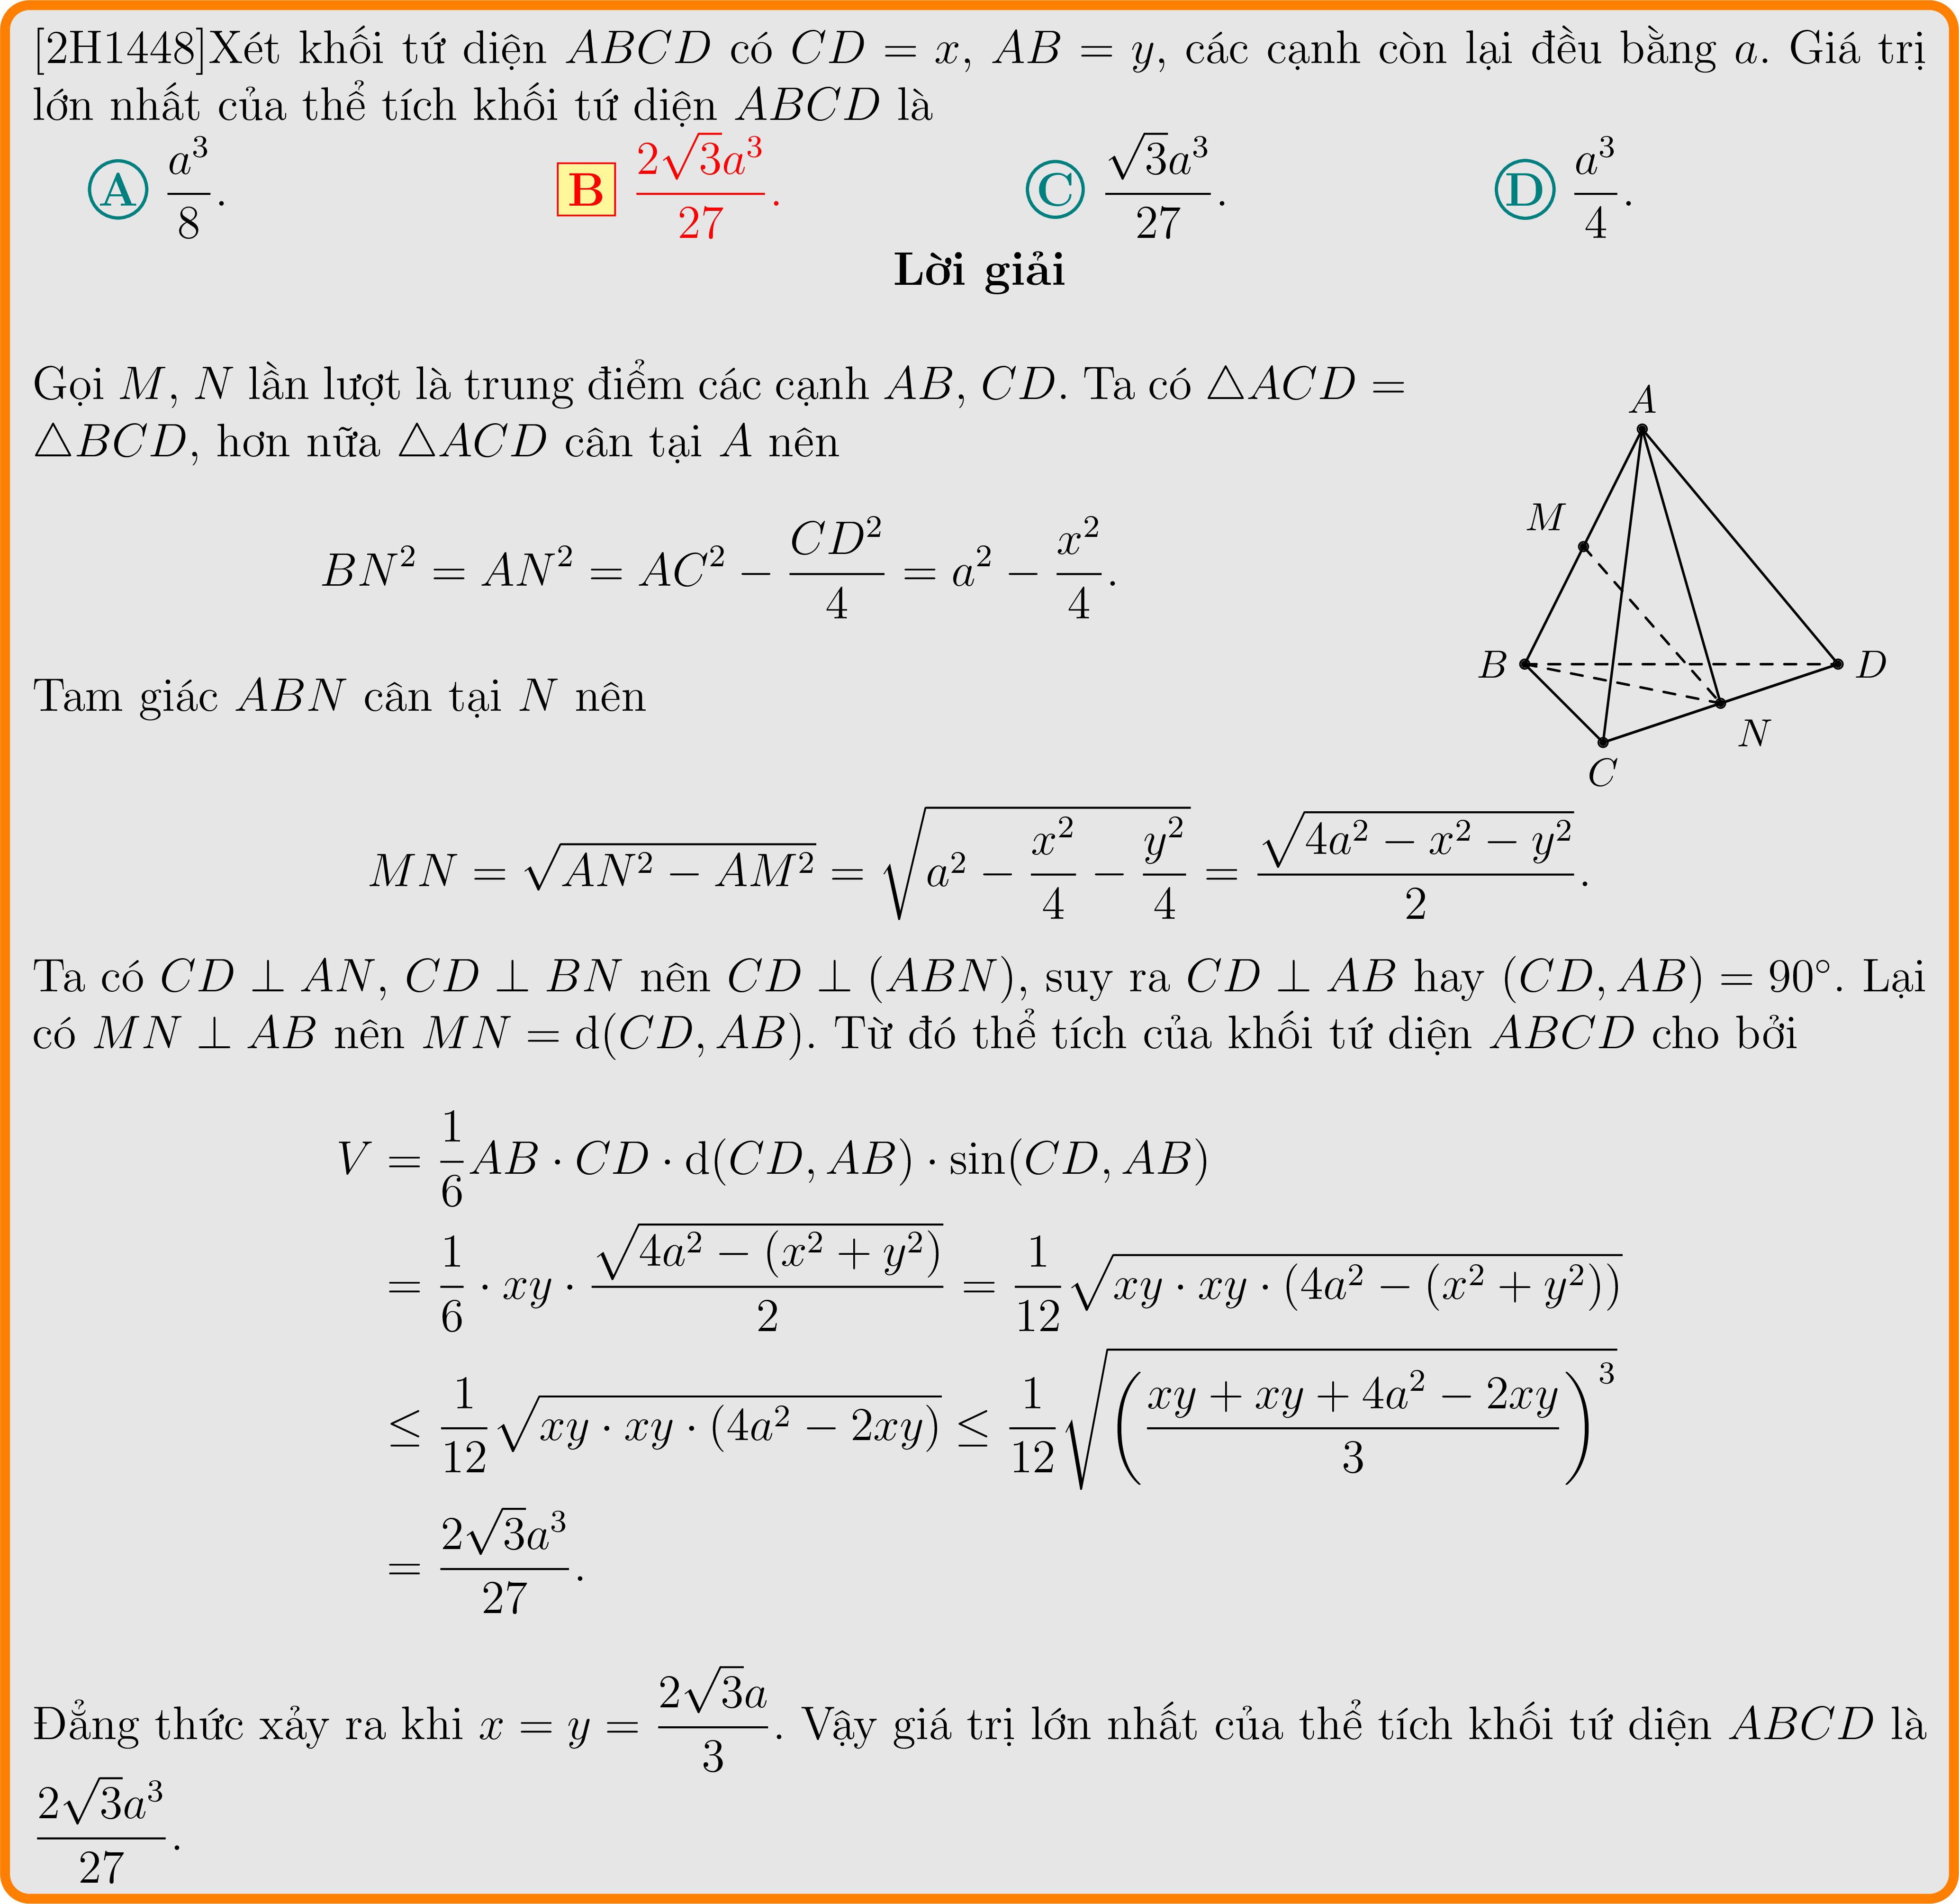 [2H1448]Xét khối tứ diện ABCD có CD = x, AB = y, các cạnh còn lại đều bằng a. Giá trị
lớn nhất của thể tích khối tứ diện ABCD là
A $\frac{a^3}{8}$. B $\frac{2\sqrt{3}a^3}{27}$. C $\frac{\sqrt{3}a^3}{27}$. D $\frac{a^3}{4}$.
Lời giải
Gọi M, N lần lượt là trung điểm các cạnh AB, CD. Ta có △ACD =
△BCD, hơn nữa △ACD cân tại A nên
$BN^2 = AN^2 = AC^2 - \frac{CD^2}{4} = a^2 - \frac{x^2}{4}.$
Tam giác ABN cân tại N nên
A
M
B
D
N
C
$MN = \sqrt{AN^2 - AM^2} = \sqrt{a^2 - \frac{x^2}{4} - \frac{y^2}{4}} = \frac{\sqrt{4a^2 - x^2 - y^2}}{2}.$
Ta có CD ⊥ AN, CD ⊥ BN nên CD ⊥ (ABN), suy ra CD ⊥ AB hay (CD, AB) = 90°. Lại
có MN ⊥ AB nên MN = d(CD, AB). Từ đó thể tích của khối tứ diện ABCD cho bởi
$V = \frac{1}{6}AB \cdot CD \cdot d(CD, AB) \cdot \sin(CD, AB)$
$= \frac{1}{6} \cdot xy \cdot \frac{\sqrt{4a^2 - (x^2 + y^2)}}{2} = \frac{1}{12}\sqrt{xy \cdot xy \cdot (4a^2 - (x^2 + y^2))}$
$\leq \frac{1}{12}\sqrt{xy \cdot xy \cdot (4a^2 - 2xy)} \leq \frac{1}{12}\sqrt{\left(\frac{xy + xy + 4a^2 - 2xy}{3}\right)^3}$
$= \frac{2\sqrt{3}a^3}{27}.$
Đẳng thức xảy ra khi $x = y = \frac{2\sqrt{3}a}{3}$. Vậy giá trị lớn nhất của thể tích khối tứ diện ABCD là
$\frac{2\sqrt{3}a^3}{27}.$